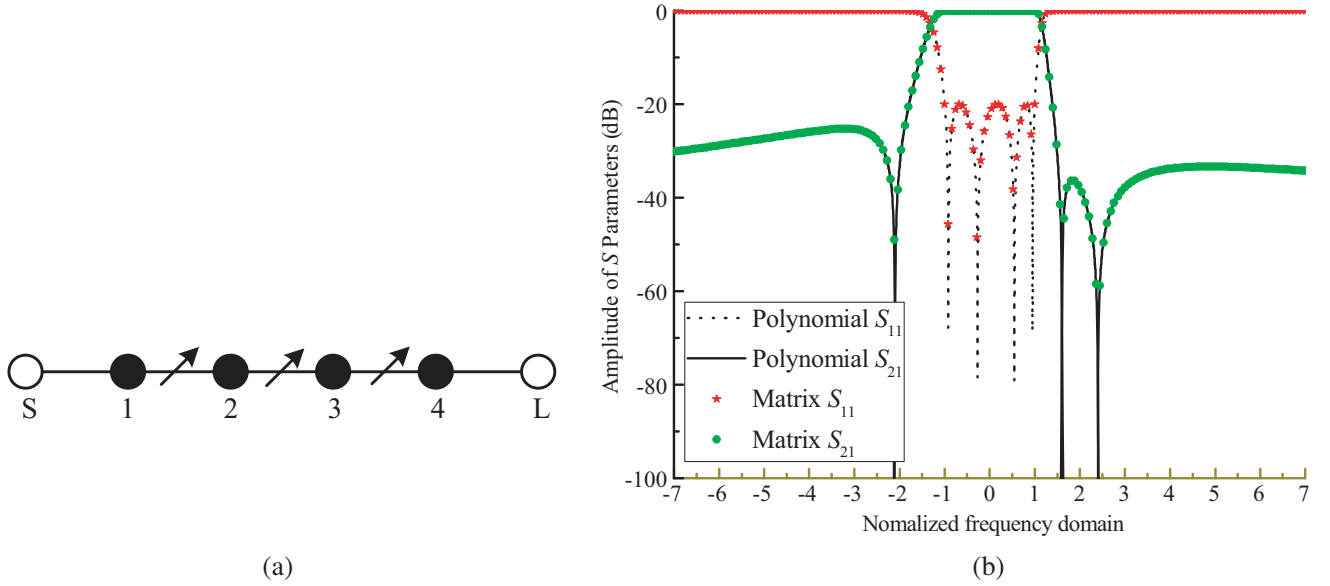 S 1 2 3 4 L
(a)
0
-20
-40
-60
-80
-100
Amplitude of S Parameters (dB)
Polynomial S11
Polynomial S21
Matrix S11
Matrix S21
-7 -6 -5 -4 -3 -2 -1 0 1 2 3 4 5 6 7
Nomalized frequency domain
(b)